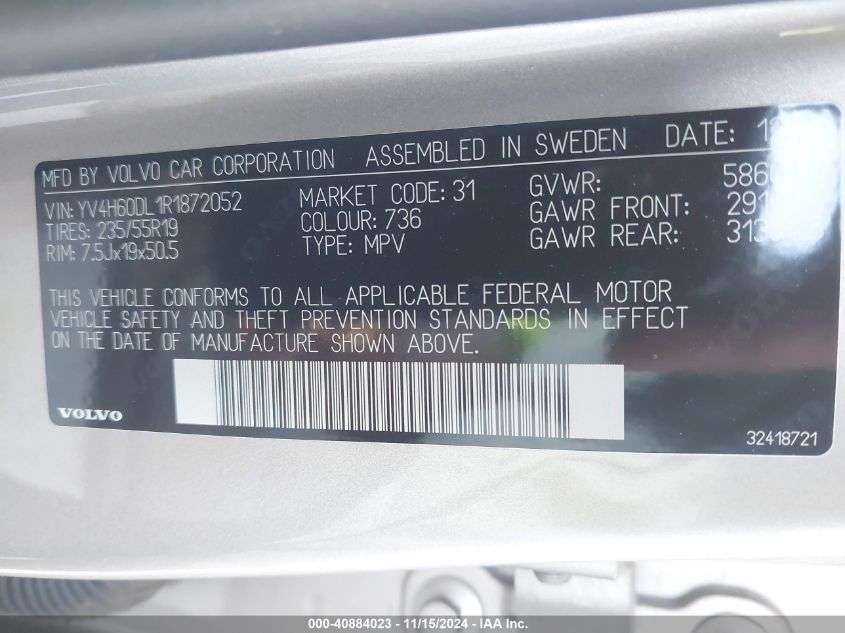 MFD BY VOLVO CAR CORPORATION ASSEMBLED IN SWEDEN DATE:
VIN: YV4H60DL1R1872052 MARKET CODE: 31 GVWR:
TIRES: 235/55R19 COLOUR: 736 GAWR FRONT:
RIM: 7.5Jx19x50.5 TYPE: MPV GAWR REAR:
THIS VEHICLE CONFORMS TO ALL APPLICABLE FEDERAL MOTOR
VEHICLE SAFETY AND THEFT PREVENTION STANDARDS IN EFFECT
ON THE DATE OF MANUFACTURE SHOWN ABOVE.
VOLVO
32418721
000-40884023 - 11/15/2024 - IAA Inc.